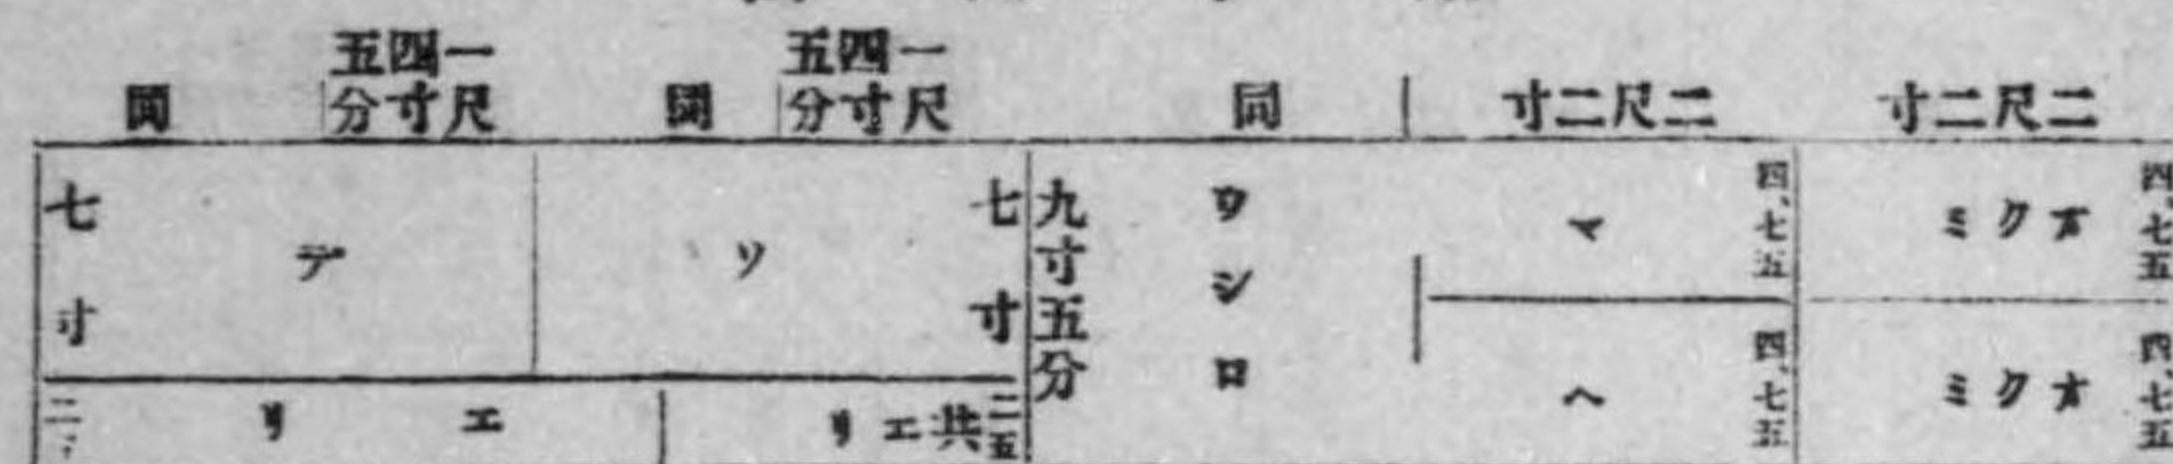 二尺二寸
二尺二寸
同
一尺
四寸
五分
同
一尺
四寸
五分
同
四、七五
オクミ
四、七五
オクミ
四、七五
マ
四、七五
ヘ
ウシロ
九寸五分
七寸
ソ
デ
七寸
二五
共エリ
エリ